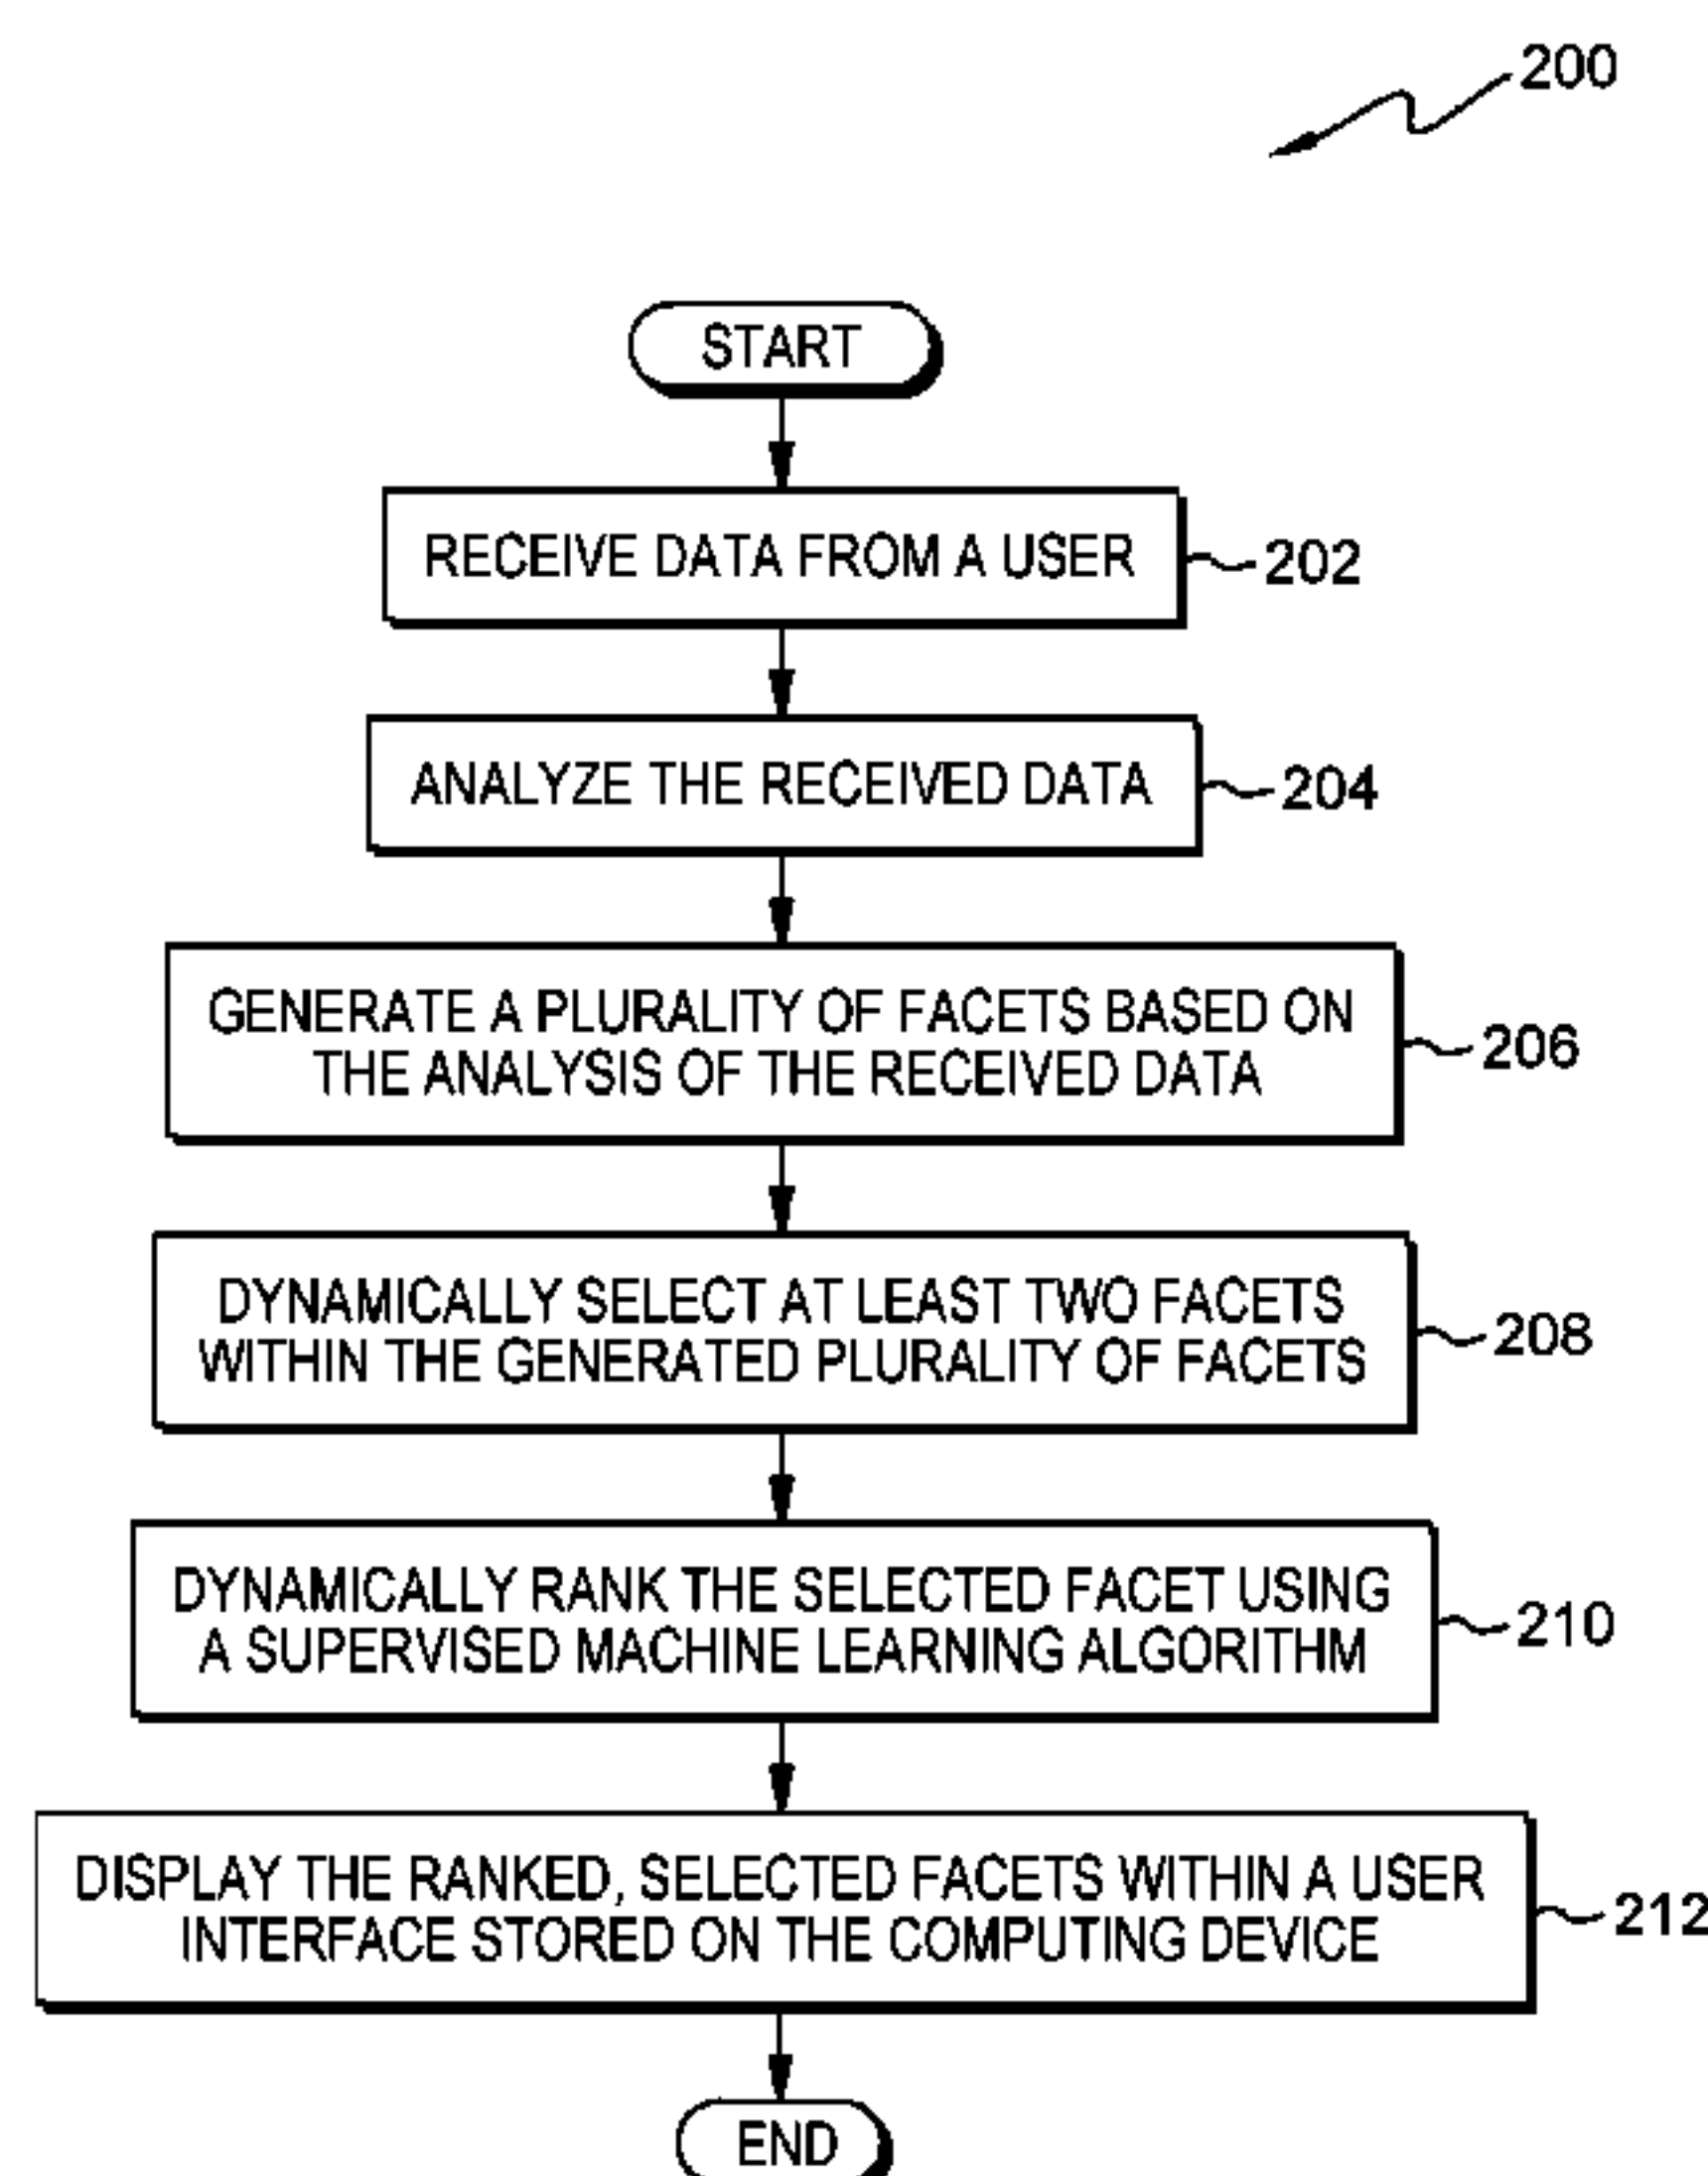 200
START
RECEIVE DATA FROM A USER
202
ANALYZE THE RECEIVED DATA
204
GENERATE A PLURALITY OF FACETS BASED ON
THE ANALYSIS OF THE RECEIVED DATA
206
DYNAMICALLY SELECT AT LEAST TWO FACETS
WITHIN THE GENERATED PLURALITY OF FACETS
208
DYNAMICALLY RANK THE SELECTED FACET USING
A SUPERVISED MACHINE LEARNING ALGORITHM
210
DISPLAY THE RANKED, SELECTED FACETS WITHIN A USER
INTERFACE STORED ON THE COMPUTING DEVICE
212
END